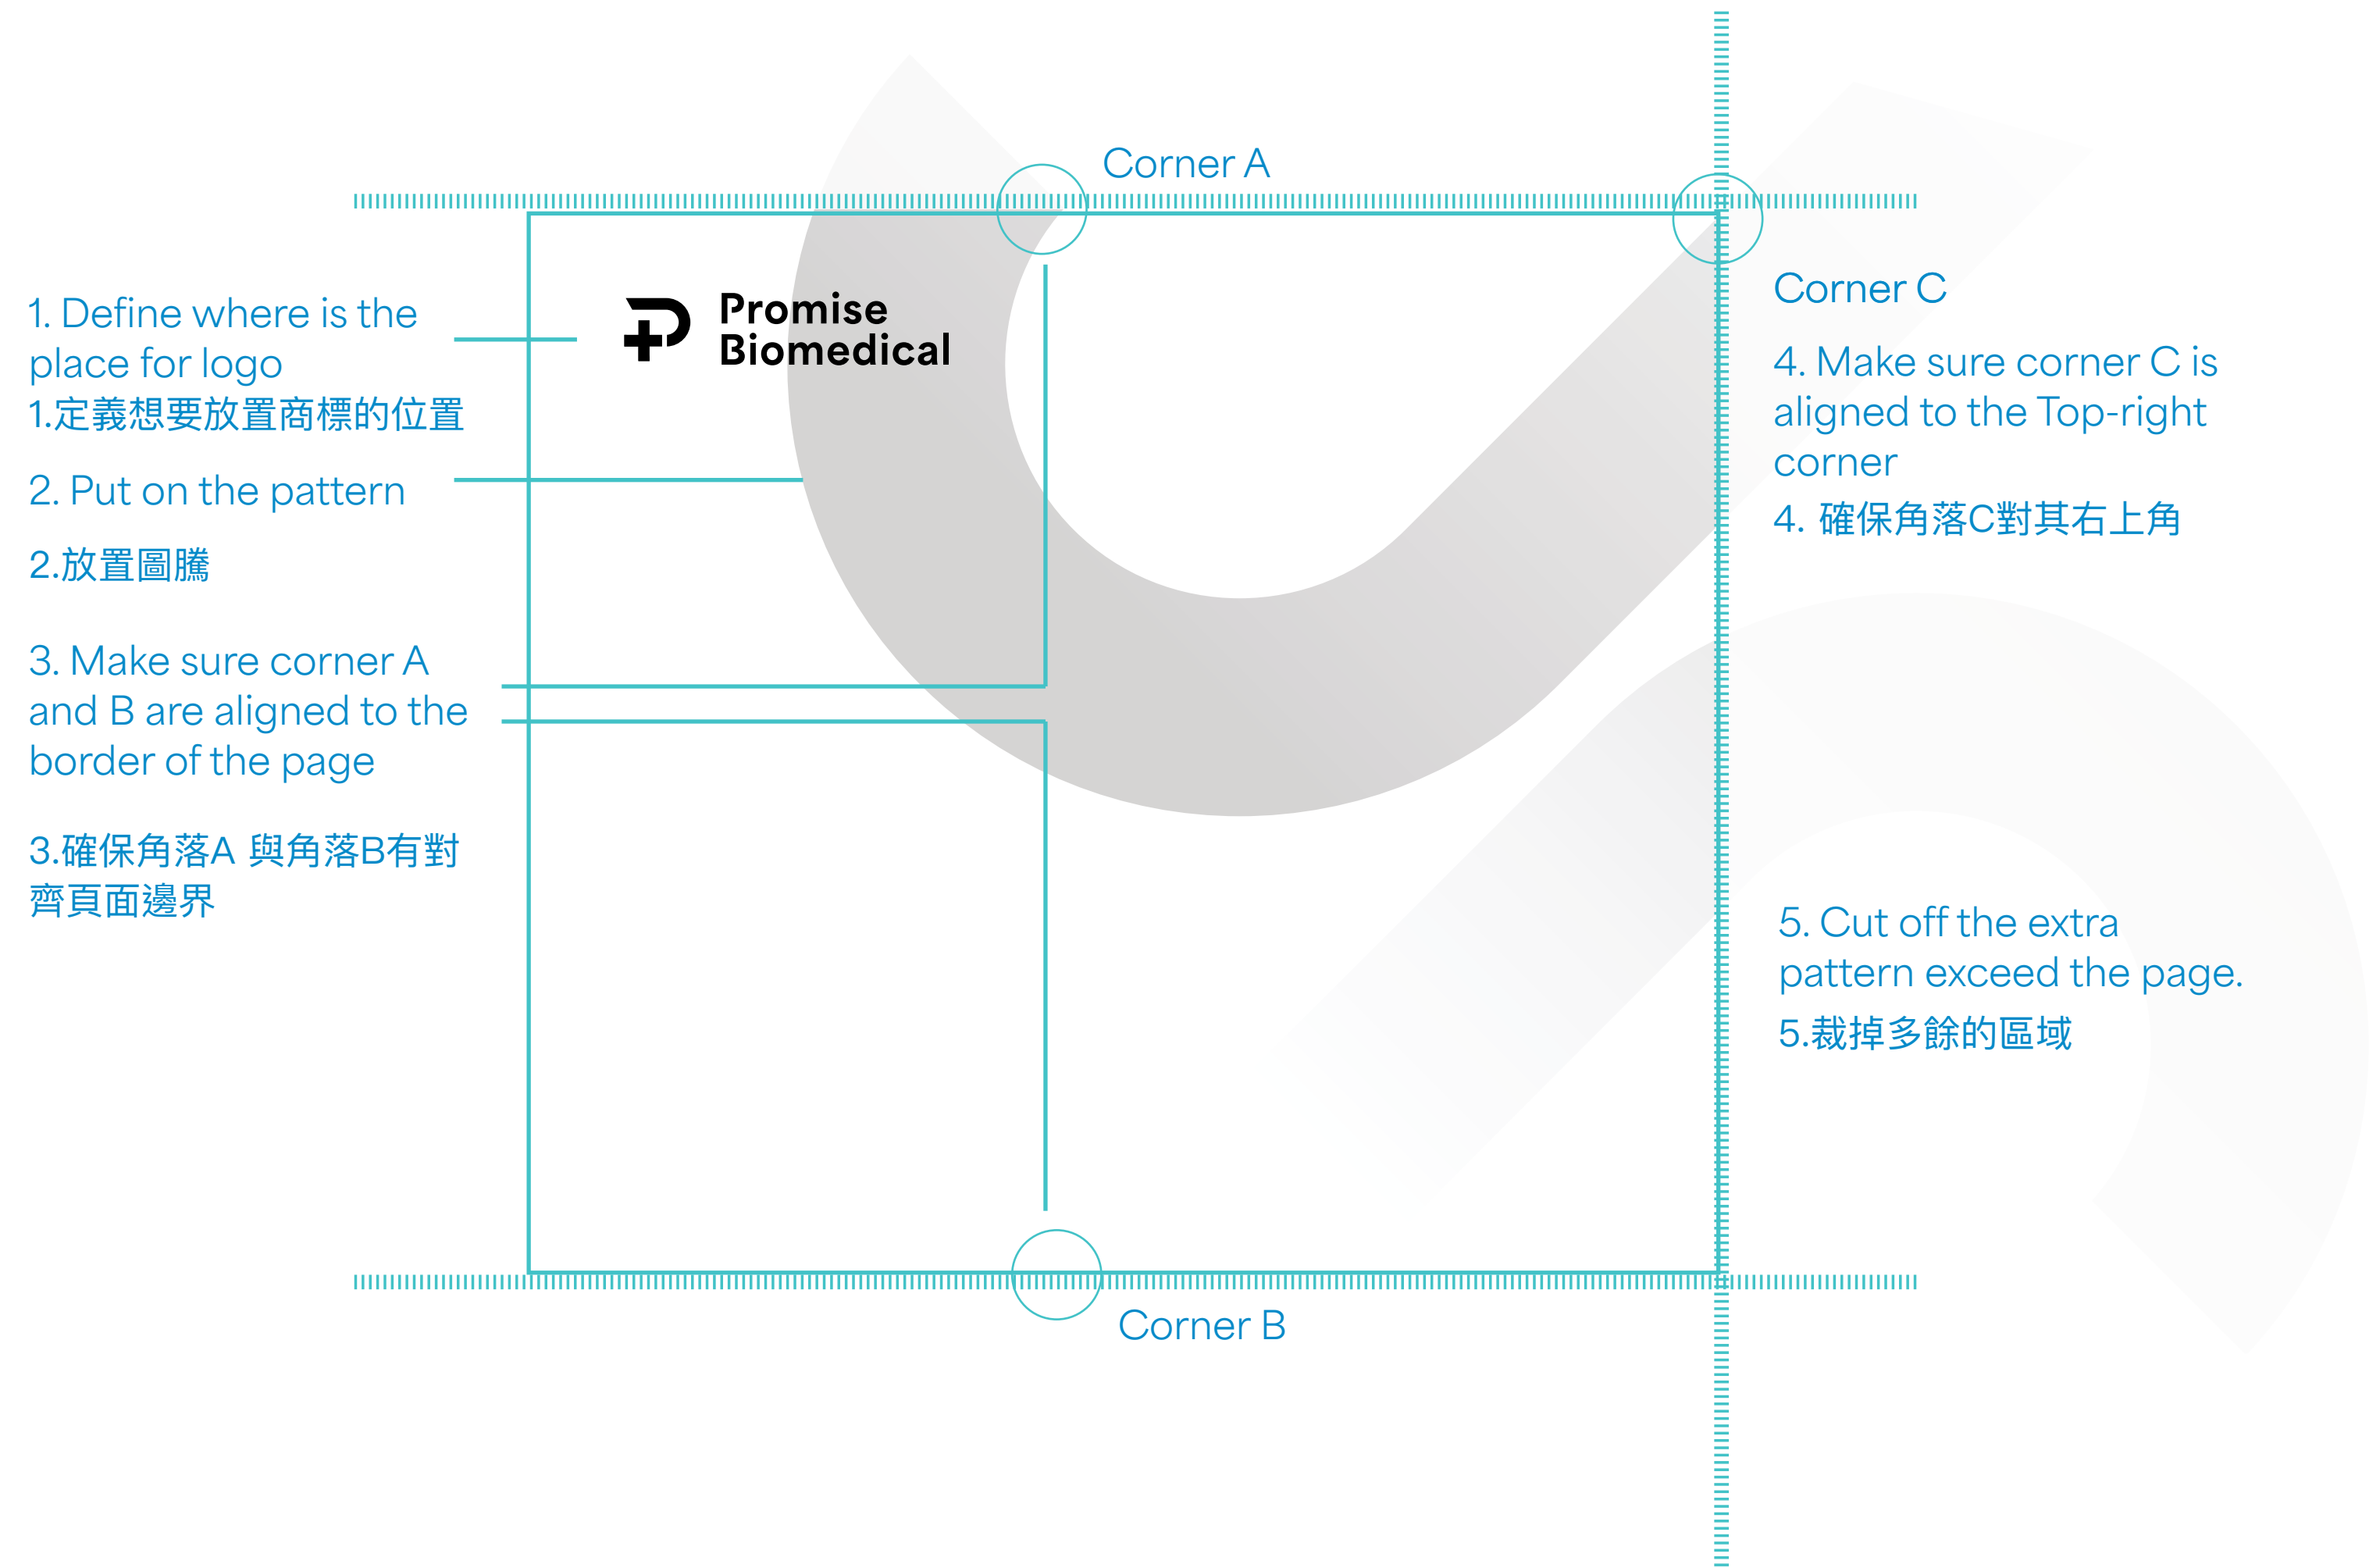 Corner A
1. Define where is the
place for logo
1.定義想要放置商標的位置
Promise
Biomedical
2. Put on the pattern
2.放置圖騰
3. Make sure corner A
and B are aligned to the
border of the page
3.確保角落A 與角落B有對
齊頁面邊界
Corner C
4. Make sure corner C is
aligned to the Top-right
corner
4. 確保角落C對其右上角
5. Cut off the extra
pattern exceed the page.
5.裁掉多餘的區域
Corner B